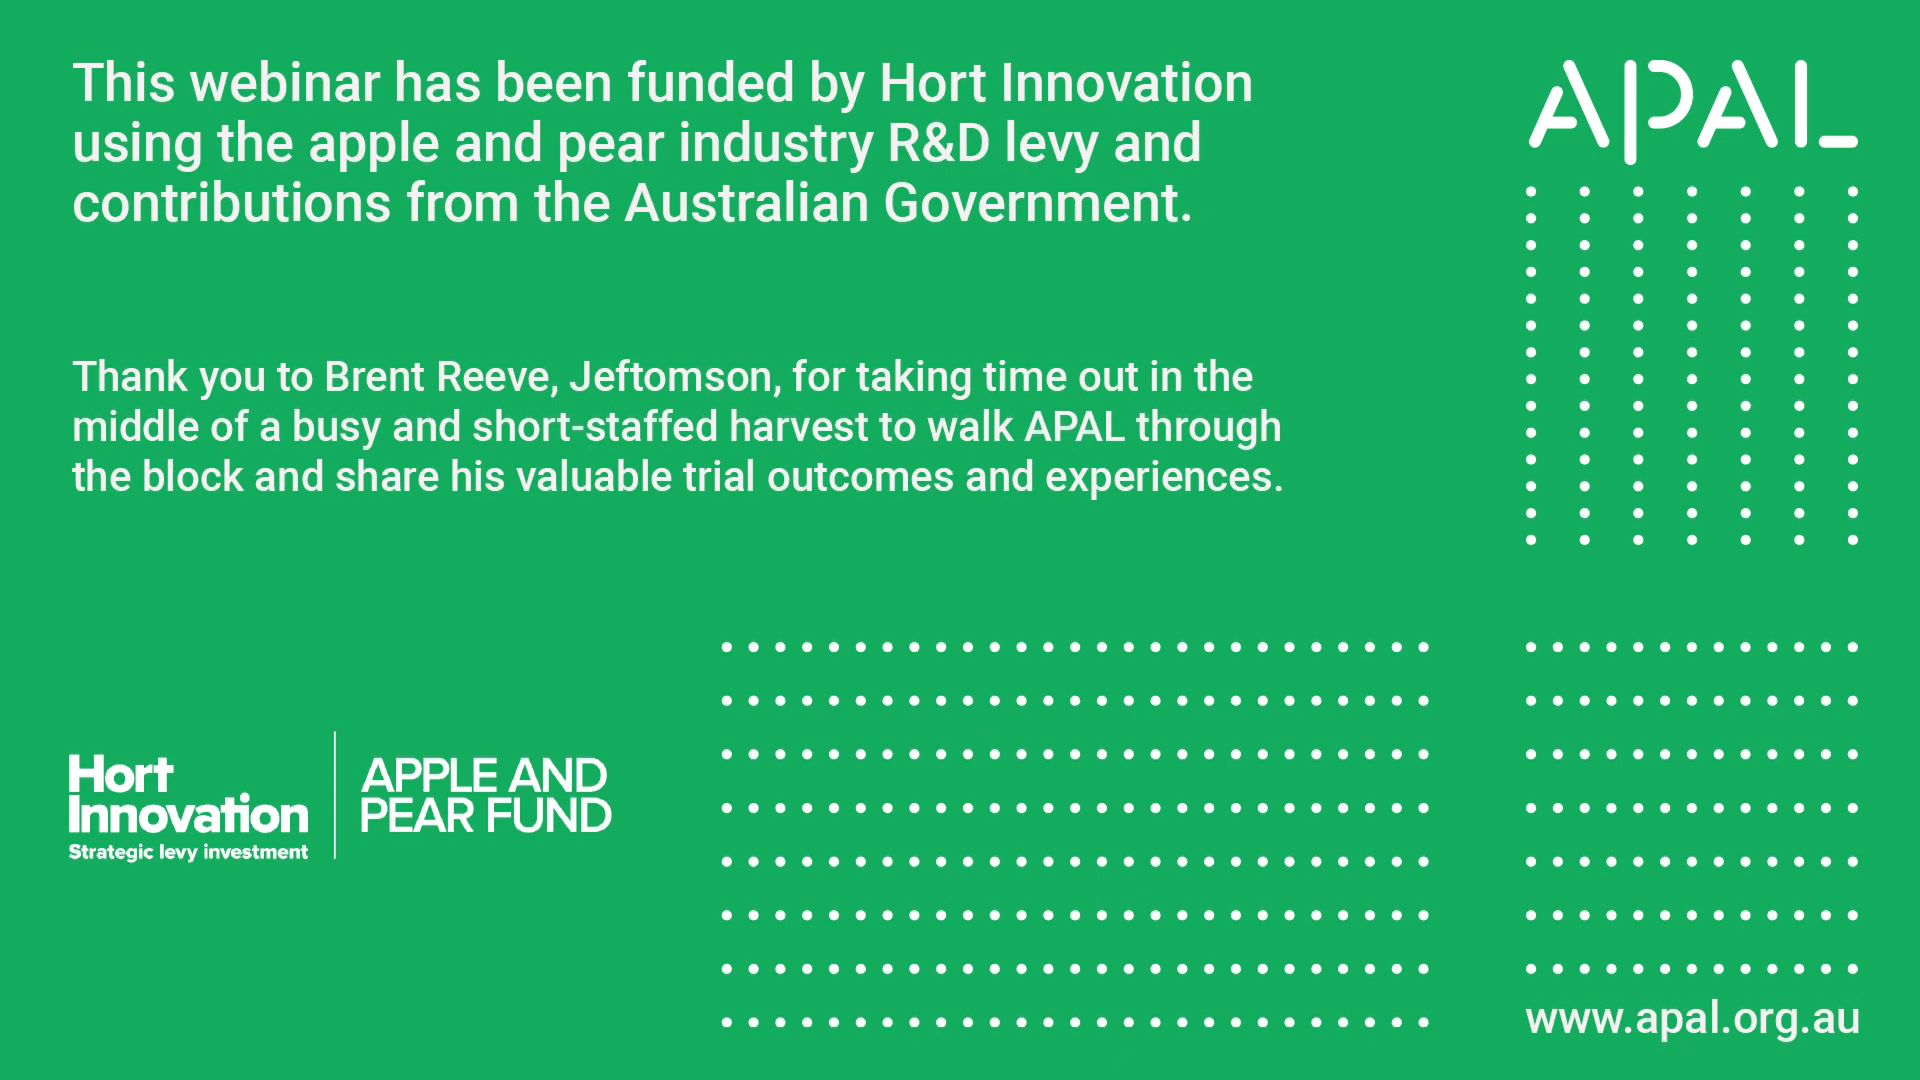 This webinar has been funded by Hort Innovation
using the apple and pear industry R&D levy and
contributions from the Australian Government.
APAL
Thank you to Brent Reeve, Jeftomson, for taking time out in the
middle of a busy and short-staffed harvest to walk APAL through
the block and share his valuable trial outcomes and experiences.
Hort
Innovation
Strategic levy investment
APPLE AND
PEAR FUND
www.apal.org.au